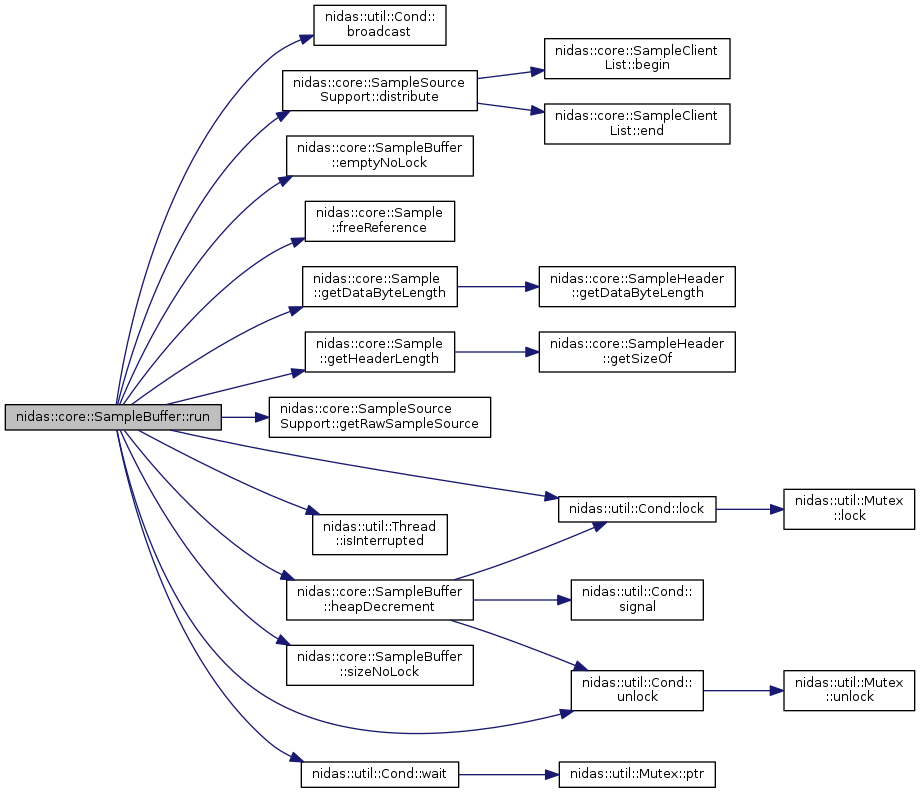 nidas::util::Cond::
broadcast
nidas::core::SampleClient
List::begin
nidas::core::SampleSource
Support::distribute
nidas::core::SampleClient
List::end
nidas::core::SampleBuffer
::emptyNoLock
nidas::core::Sample
::freeReference
nidas::core::Sample
::getDataByteLength
nidas::core::SampleHeader
::getDataByteLength
nidas::core::Sample
::getHeaderLength
nidas::core::SampleHeader
::getSizeOf
nidas::core::SampleBuffer::run
nidas::core::SampleSource
Support::getRawSampleSource
nidas::util::Cond::lock
nidas::util::Mutex
::lock
nidas::util::Thread
::isInterrupted
nidas::core::SampleBuffer
::heapDecrement
nidas::util::Cond::
signal
nidas::core::SampleBuffer
::sizeNoLock
nidas::util::Cond::
unlock
nidas::util::Mutex
::unlock
nidas::util::Cond::wait
nidas::util::Mutex::ptr